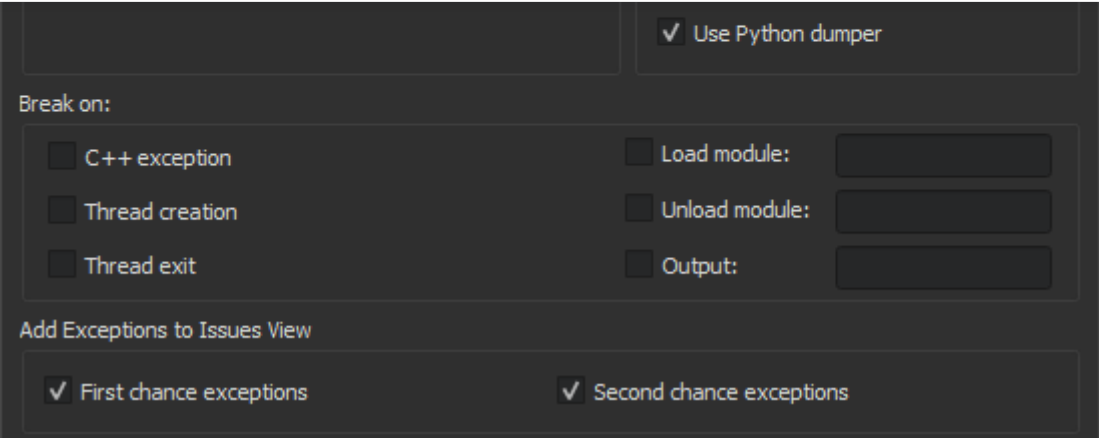 Use Python dumper
Break on:
C++ exception
Load module:
Thread creation
Unload module:
Thread exit
Output:
Add Exceptions to Issues View
First chance exceptions
Second chance exceptions